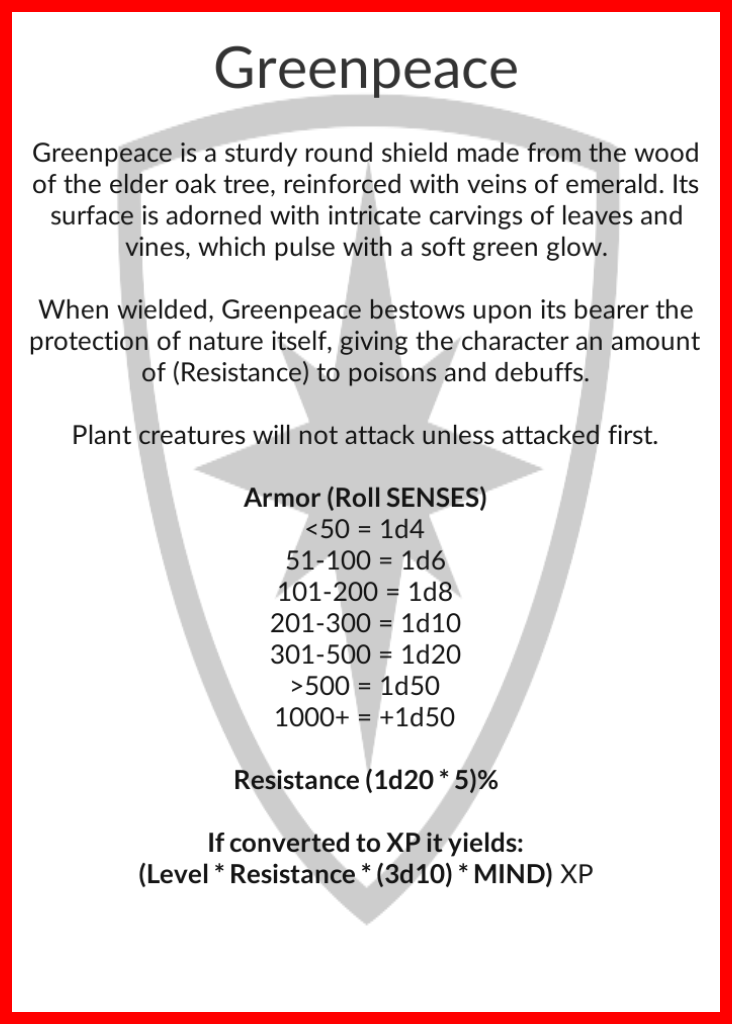 Greenpeace
Greenpeace is a sturdy round shield made from the wood
of the elder oak tree, reinforced with veins of emerald. Its
surface is adorned with intricate carvings of leaves and
vines, which pulse with a soft green glow.
When wielded, Greenpeace bestows upon its bearer the
protection of nature itself, giving the character an amount
of (Resistance) to poisons and debuffs.
Plant creatures will not attack unless attacked first.
Armor (Roll SENSES)
<50 = 1d4
51-100 = 1d6
101-200 = 1d8
201-300 = 1d10
301-500 = 1d20
>500 = 1d50
1000+ = +1d50
Resistance (1d20 * 5)%
If converted to XP it yields:
(Level * Resistance * (3d10) * MIND) XP